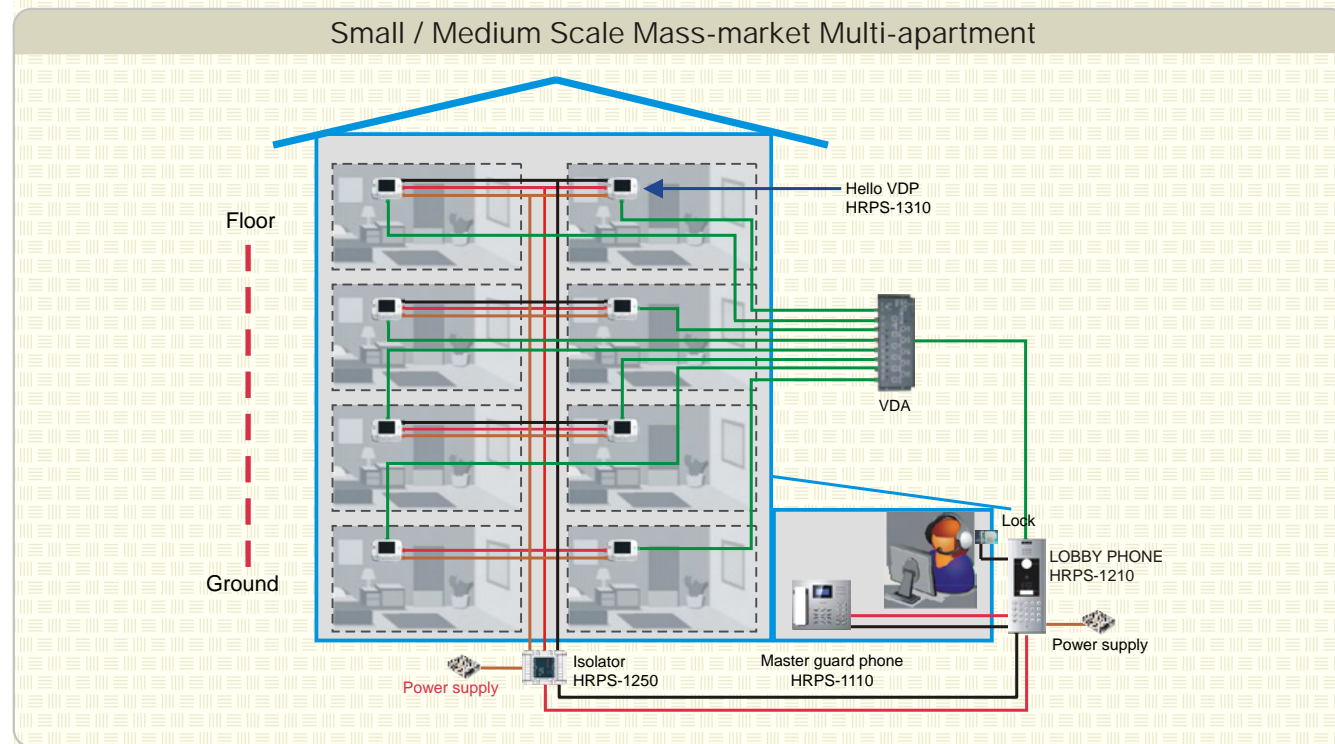 Small / Medium Scale Mass-market Multi-apartment
Hello VDP
HRPS-1310
Floor
VDA
Lock
LOBBY PHONE
HRPS-1210
Ground
Power supply
Isolator
HRPS-1250
Master guard phone
HRPS-1110
Power supply